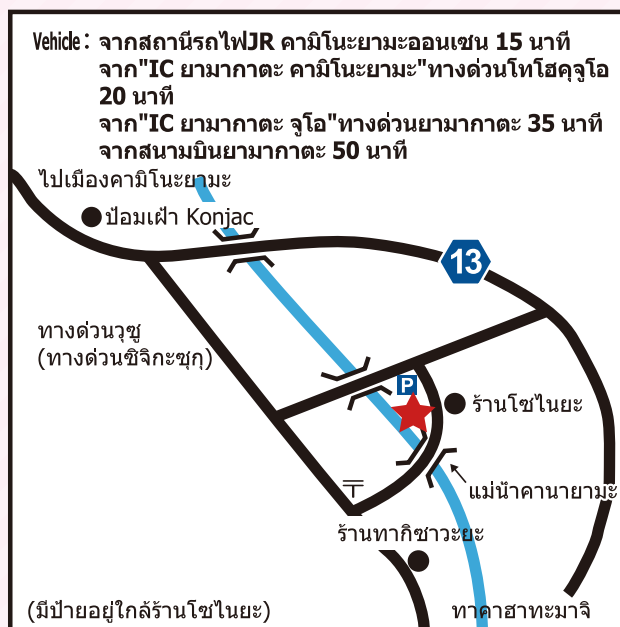 Vehicle : จากสถานีรถไฟJR คามิโนะยามะออนเซน 15 นาที
จาก"IC ยามากาตะ คามิโนะยามะ"ทางด่วนโทโฮคุจูโอ
20 นาที
จาก"IC ยามากาตะ จูโอ"ทางด่วนยามากาตะ 35 นาที
จากสนามบินยามากาตะ 50 นาที
ไปเมืองคามิโนะยามะ
ป้อมเฝ้า Konjac
13
ทางด่วนวุซู
(ทางด่วนซิจิกะซุกุ)
P
ร้านโซไนยะ
〒
แม่น้ำคานายามะ
ร้านทากิซาวะยะ
(มีป้ายอยู่ใกล้ร้านโซไนยะ)
ทาคาฮาทะมาจิ